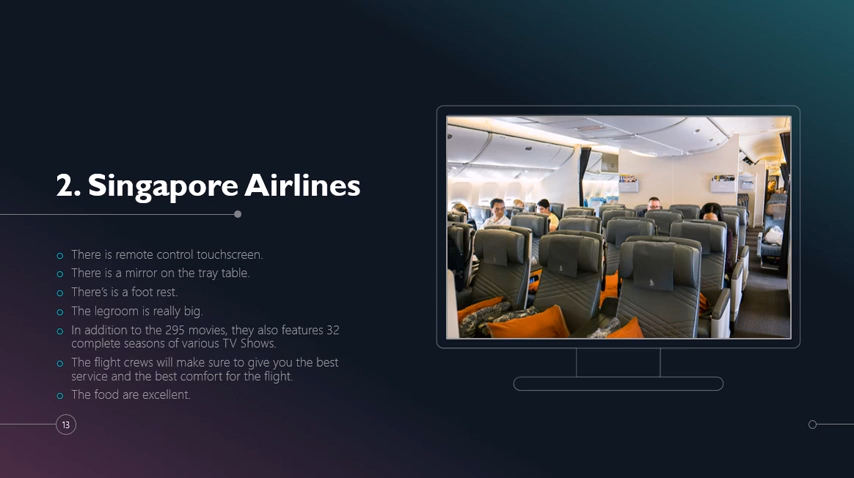 2. Singapore Airlines
There is remote control touchscreen.
There is a mirror on the tray table.
There's is a foot rest.
The legroom is really big.
In addition to the 295 movies, they also features 32
complete seasons of various TV Shows.
The flight crews will make sure to give you the best
service and the best comfort for the flight.
The food are excellent.
13